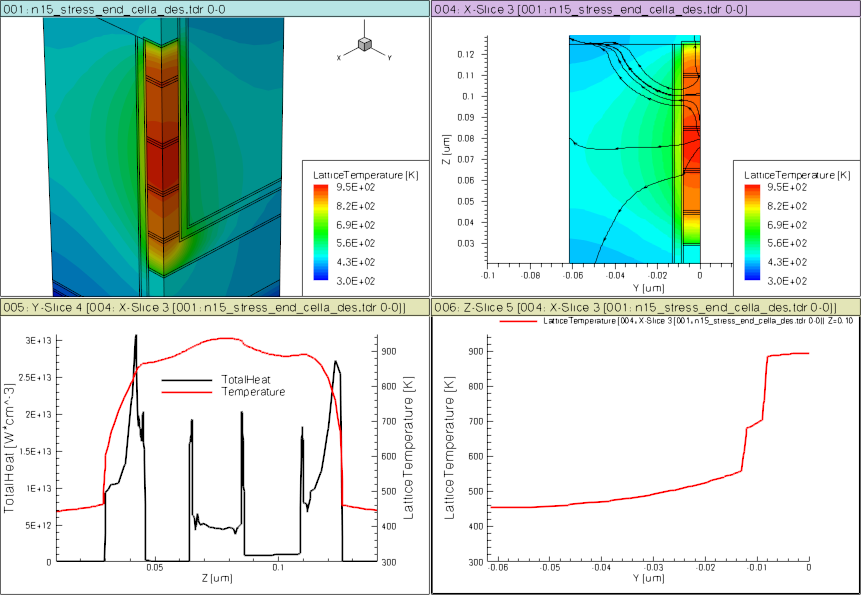 001: n15_stress_end_cella_des.tdr 0-0
X
Y
LatticeTemperature [K]
9.5E+02
8.2E+02
6.9E+02
5.6E+02
4.3E+02
3.0E+02
004: X-Slice 3 [001: n15_stress_end_cella_des.tdr 0-0]
0.12
0.11
0.1
0.09
0.08
0.07
0.06
0.05
0.04
0.03
Z [um]
-0.1
-0.08
-0.06
-0.04
-0.02
0
Y [um]
LatticeTemperature [K]
9.5E+02
8.2E+02
6.9E+02
5.6E+02
4.3E+02
3.0E+02
005: Y-Slice 4 [004: X-Slice 3 [001: n15_stress_end_cella_des.tdr 0-0]]
3E+13
2.5E+13
2E+13
1.5E+13
1E+13
5E+12
0
TotalHeat [W*cm^-3]
TotalHeat
Temperature
900
800
700
600
500
400
300
LatticeTemperature [K]
0.05
0.1
Z [um]
006: Z-Slice 5 [004: X-Slice 3 [001: n15_stress_end_cella_des.tdr 0-0]]
LatticeTemperature [004, X-Slice 3 [001, n15_stress_end_cella_des.tdr 0-0]] Z=0.10
900
800
700
600
500
400
300
LatticeTemperature [K]
-0.06
-0.05
-0.04
-0.03
-0.02
-0.01
0
Y [um]